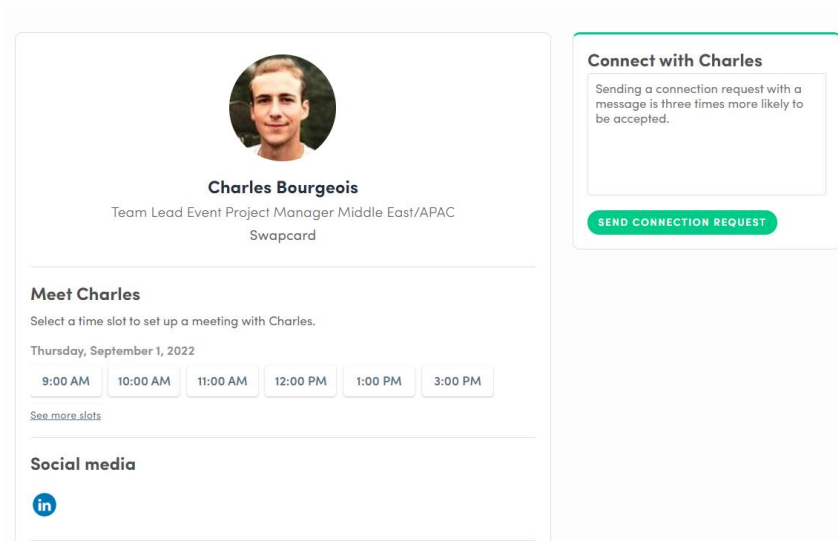 Charles Bourgeois
Team Lead Event Project Manager Middle East/APAC
Swapcard
Meet Charles
Select a time slot to set up a meeting with Charles.
Thursday, September 1, 2022
9:00 AM 10:00 AM 11:00 AM 12:00 PM 1:00 PM 3:00 PM
See more slots
Social media
in
Connect with Charles
Sending a connection request with a
message is three times more likely to
be accepted.
SEND CONNECTION REQUEST